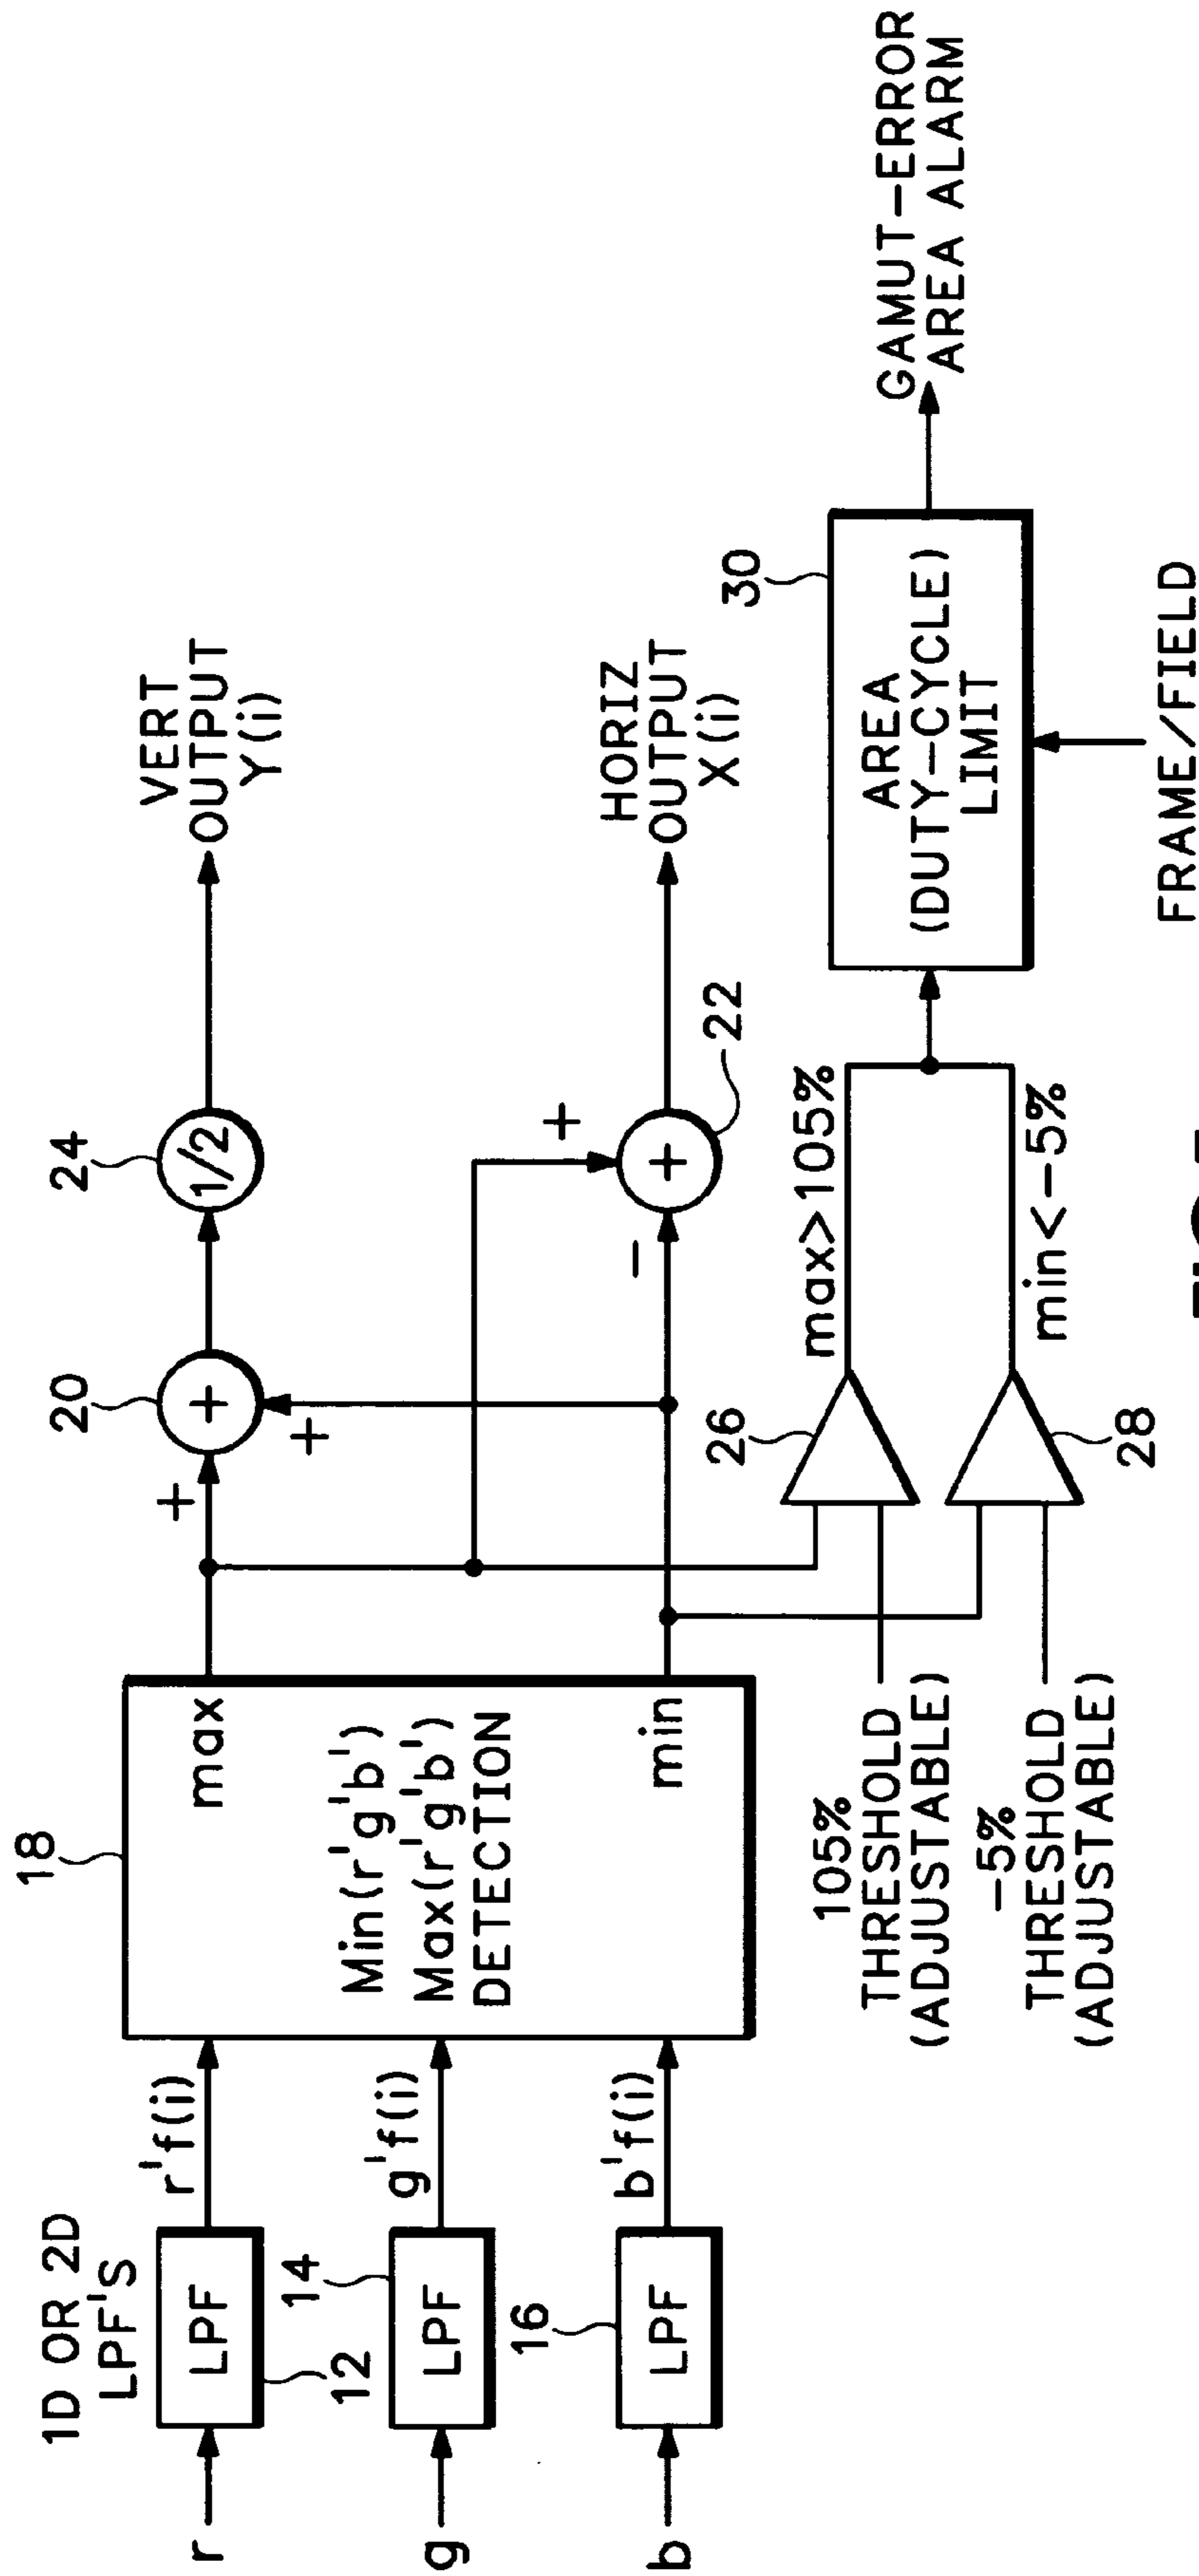 1D OR 2D
LPF'S
r
LPF
12
r'f(i)
g
LPF
14
g'f(i)
b
LPF
16
b'f(i)
18
max
Min(r'g'b')
Max(r'g'b')
DETECTION
min
+
20
+
+
24
1/2
VERT
OUTPUT
Y(i)
+
−
+
22
HORIZ
OUTPUT
X(i)
105%
THRESHOLD
(ADJUSTABLE)
−5%
THRESHOLD
(ADJUSTABLE)
26
max>105%
28
min<−5%
30
AREA
(DUTY−CYCLE)
LIMIT
FRAME/FIELD
GAMUT−ERROR
AREA ALARM